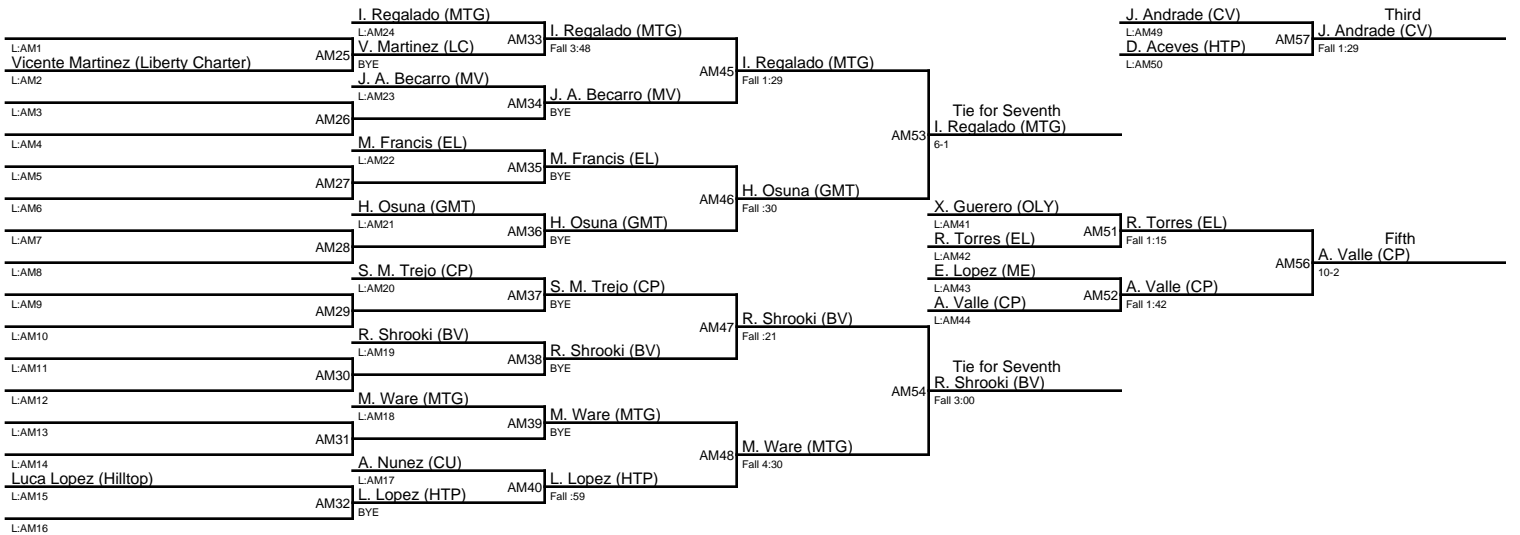 I. Regalado (MTG)
L:AM24
L:AM1
AM25
Vicente Martinez (Liberty Charter)
L:AM2
V. Martinez (LC)
BYE
AM33
I. Regalado (MTG)
Fall 3:48
J. A. Becarro (MV)
L:AM23
L:AM3
AM26
L:AM4
AM34
J. A. Becarro (MV)
BYE
AM45
I. Regalado (MTG)
Fall 1:29
M. Francis (EL)
L:AM22
L:AM5
AM27
L:AM6
AM35
M. Francis (EL)
BYE
H. Osuna (GMT)
L:AM21
L:AM7
AM28
L:AM8
AM36
H. Osuna (GMT)
BYE
AM46
H. Osuna (GMT)
Fall :30
AM53
Tie for Seventh
I. Regalado (MTG)
6-1
S. M. Trejo (CP)
L:AM20
L:AM9
AM29
L:AM10
AM37
S. M. Trejo (CP)
BYE
R. Shrooki (BV)
L:AM19
L:AM11
AM30
L:AM12
AM38
R. Shrooki (BV)
BYE
AM47
R. Shrooki (BV)
Fall :21
M. Ware (MTG)
L:AM18
L:AM13
AM31
L:AM14
AM39
M. Ware (MTG)
BYE
A. Nunez (CU)
L:AM17
Luca Lopez (Hilltop)
L:AM15
AM32
L:AM16
L. Lopez (HTP)
BYE
AM40
L. Lopez (HTP)
Fall :59
AM48
M. Ware (MTG)
Fall 4:30
AM54
Tie for Seventh
R. Shrooki (BV)
Fall 3:00
X. Guerero (OLY)
L:AM41
AM51
R. Torres (EL)
L:AM42
R. Torres (EL)
Fall 1:15
E. Lopez (ME)
L:AM43
AM52
A. Valle (CP)
L:AM44
A. Valle (CP)
Fall 1:42
AM56
Fifth
A. Valle (CP)
10-2
J. Andrade (CV)
L:AM49
AM57
D. Aceves (HTP)
L:AM50
Third
J. Andrade (CV)
Fall 1:29